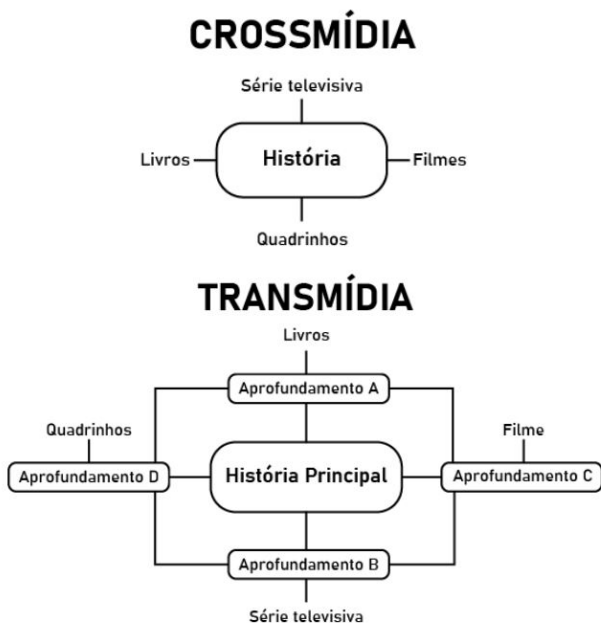 CROSSMÍDIA
Série televisiva
Livros
História
Filmes
Quadrinhos
TRANSMÍDIA
Livros
Aprofundamento A
Quadrinhos
Filme
Aprofundamento D
História Principal
Aprofundamento C
Aprofundamento B
Série televisiva